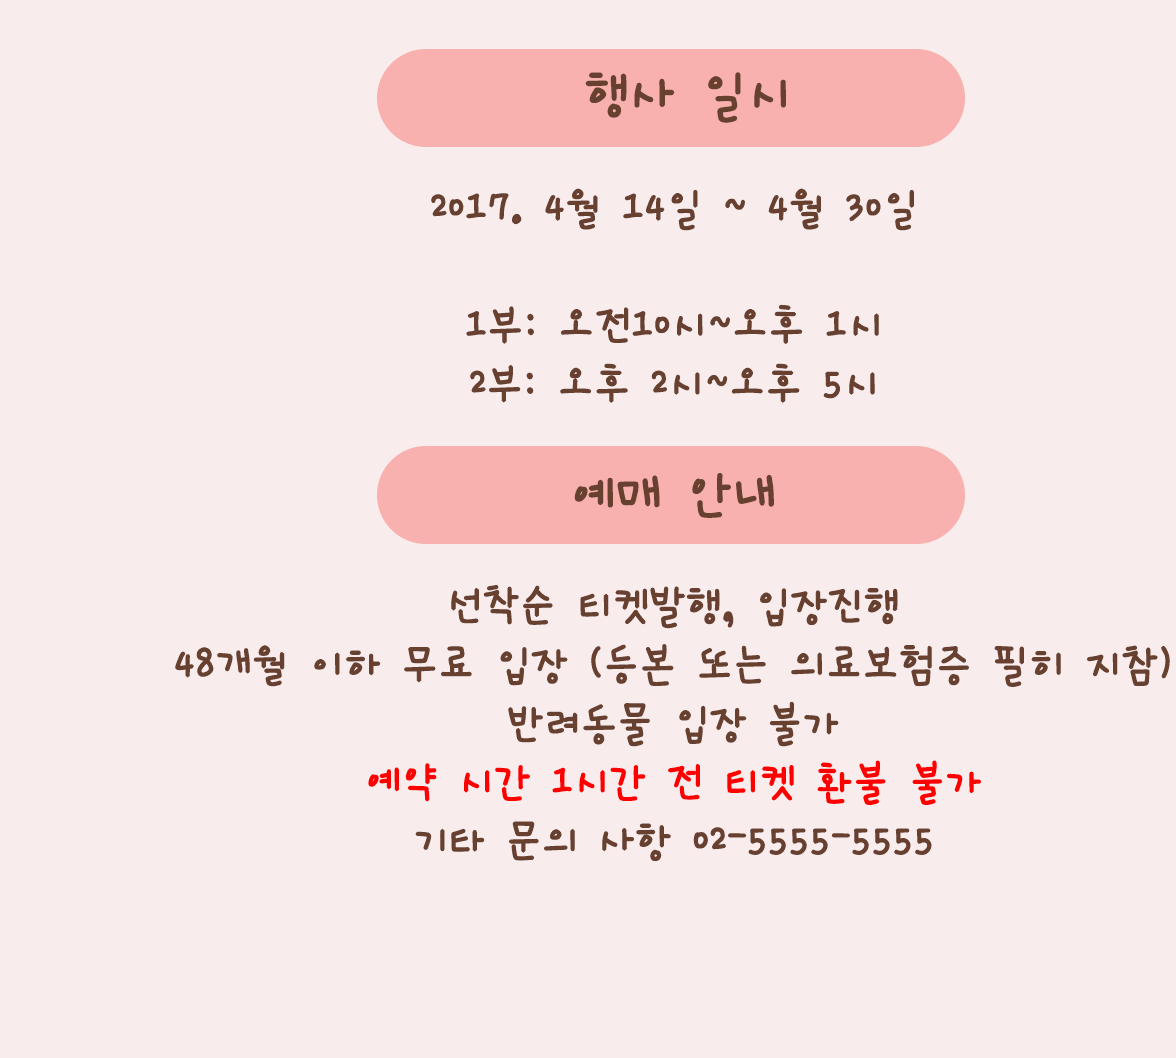 행사 일시
2017. 4월 14일 ~ 4월 30일
1부: 오전10시~오후 1시
2부: 오후 2시~오후 5시
예매 안내
선착순 티켓발행, 입장진행
48개월 이하 무료 입장 (등본 또는 의료보험증 필히 지참)
반려동물 입장 불가
예약 시간 1시간 전 티켓 환불 불가
기타 문의 사항 02-5555-5555